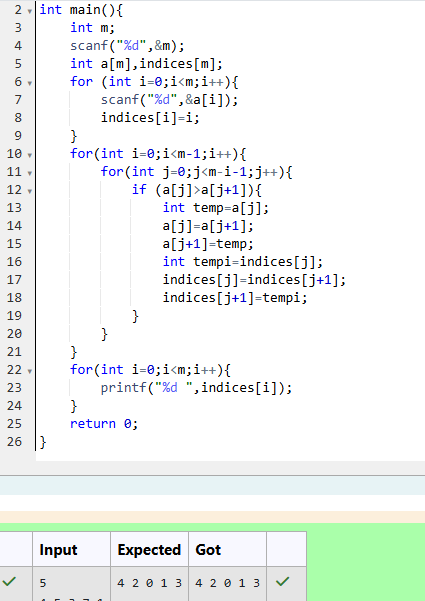 2 int main(){
3     int m;
4     scanf("%d",&m);
5     int a[m],indices[m];
6     for (int i=0;i<m;i++){
7         scanf("%d",&a[i]);
8         indices[i]=i;
9     }
10     for(int i=0;i<m-1;i++){
11         for(int j=0;j<m-i-1;j++){
12             if (a[j]>a[j+1]){
13                 int temp=a[j];
14                 a[j]=a[j+1];
15                 a[j+1]=temp;
16                 int tempi=indices[j];
17                 indices[j]=indices[j+1];
18                 indices[j+1]=tempi;
19             }
20         }
21     }
22     for(int i=0;i<m;i++){
23         printf("%d ",indices[i]);
24     }
25     return 0;
26 }
Input Expected Got
5 4 2 0 1 3 4 2 0 1 3